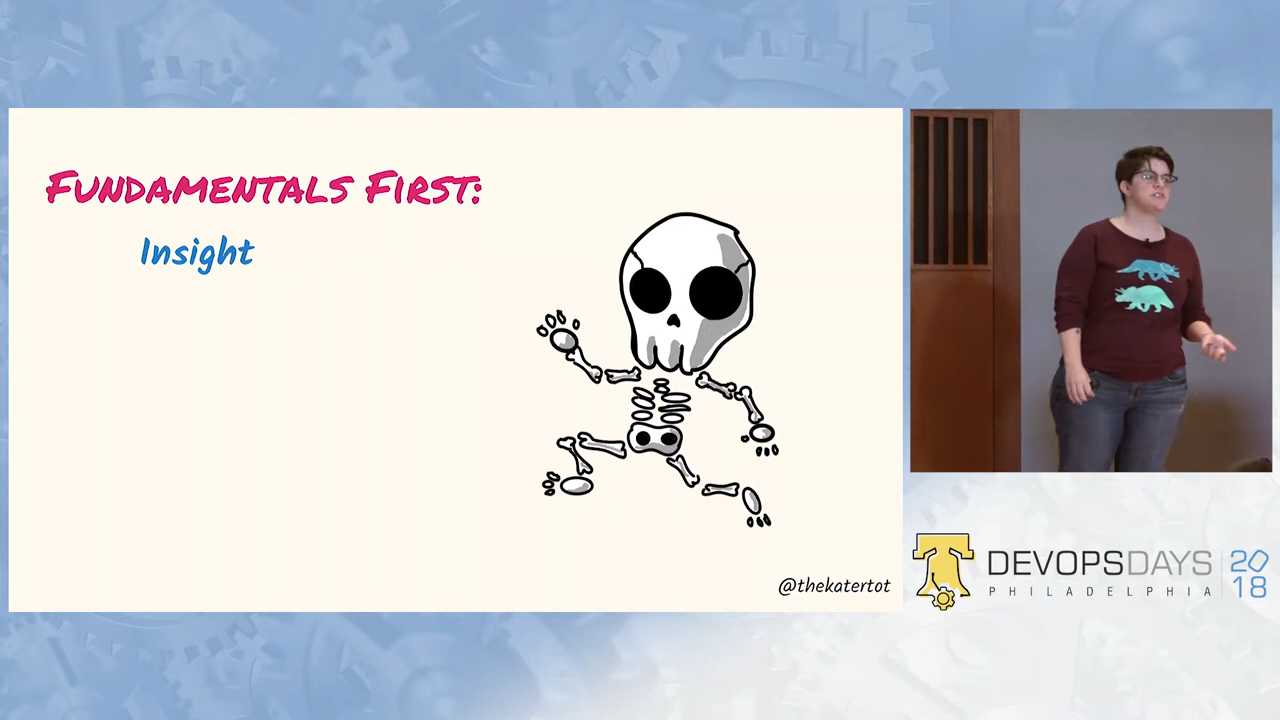 Fundamentals First:
Insight
@thekatertot
DEVOPSDAYS
PHILADELPHIA
2018